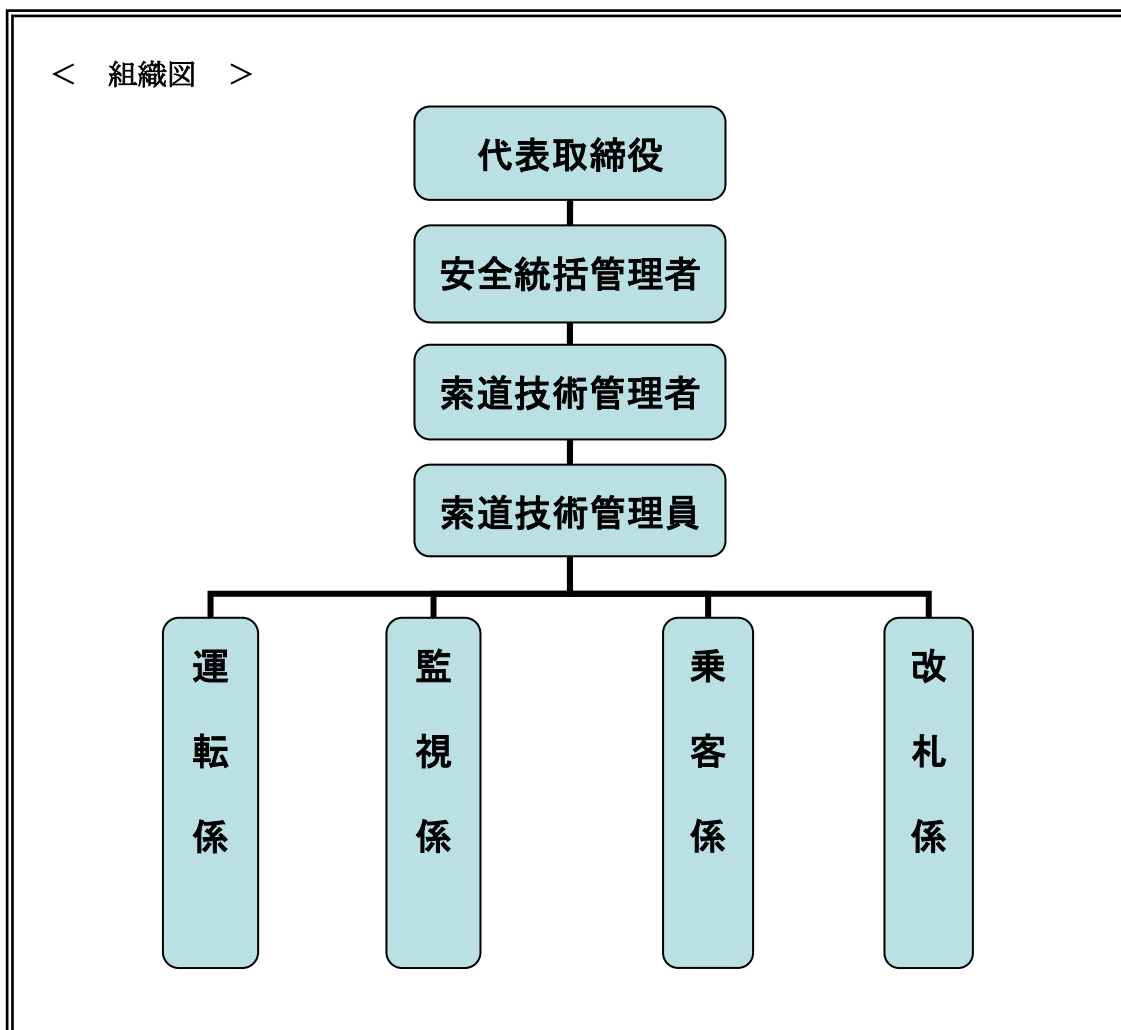 ＜　組織図　＞
代表取締役
安全統括管理者
索道技術管理者
索道技術管理員
運転係
監視係
乗客係
改札係